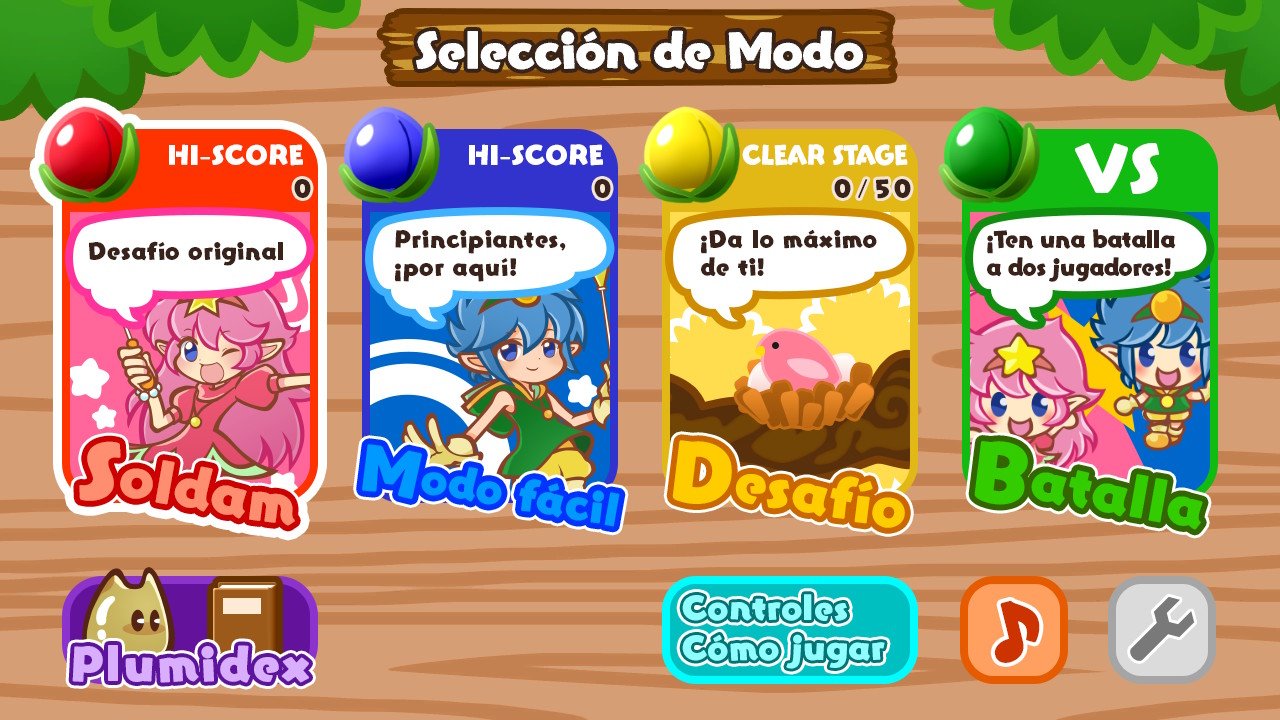 Selección de Modo
HI-SCORE
0
Desafío original
Soldam
HI-SCORE
0
Principiantes,
¡por aquí!
Modo fácil
CLEAR STAGE
0/50
¡Da lo máximo
de ti!
Desafío
VS
¡Ten una batalla
a dos jugadores!
Batalla
Plumidex
Controles
Cómo jugar